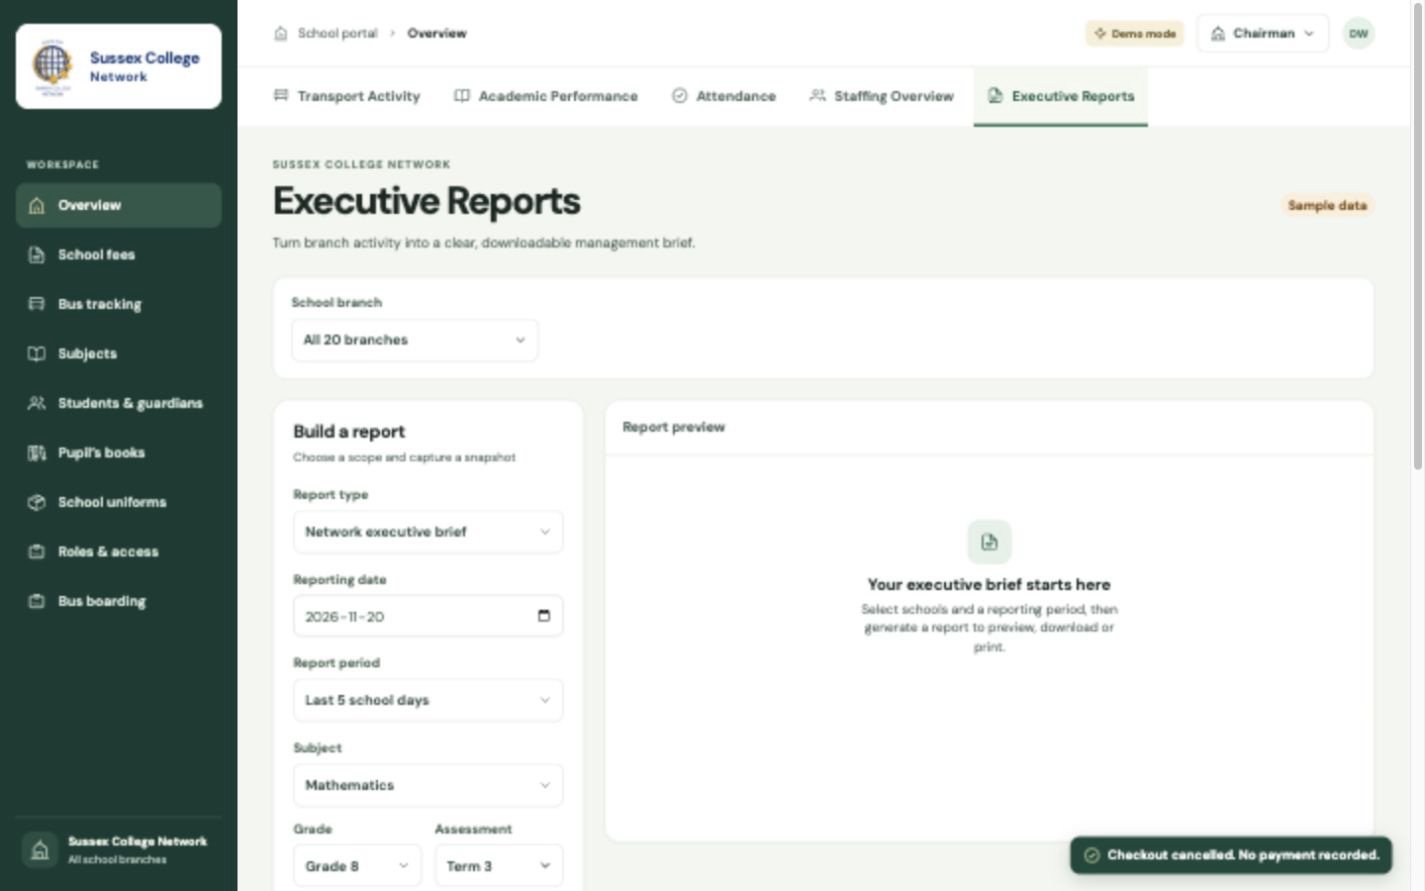 Sussex College
Network
WORKSPACE
Overview
School fees
Bus tracking
Subjects
Students & guardians
Pupil's books
School uniforms
Roles & access
Bus boarding
Sussex College Network
All school branches
School portal > Overview
Demo mode
Chairman
DW
Transport Activity
Academic Performance
Attendance
Staffing Overview
Executive Reports
SUSSEX COLLEGE NETWORK
Executive Reports
Sample data
Turn branch activity into a clear, downloadable management brief.
School branch
All 20 branches
Build a report
Choose a scope and capture a snapshot
Report type
Network executive brief
Reporting date
2026-11-20
Report period
Last 5 school days
Subject
Mathematics
Grade
Assessment
Grade 8
Term 3
Report preview
Your executive brief starts here
Select schools and a reporting period, then
generate a report to preview, download or
print.
Checkout cancelled. No payment recorded.